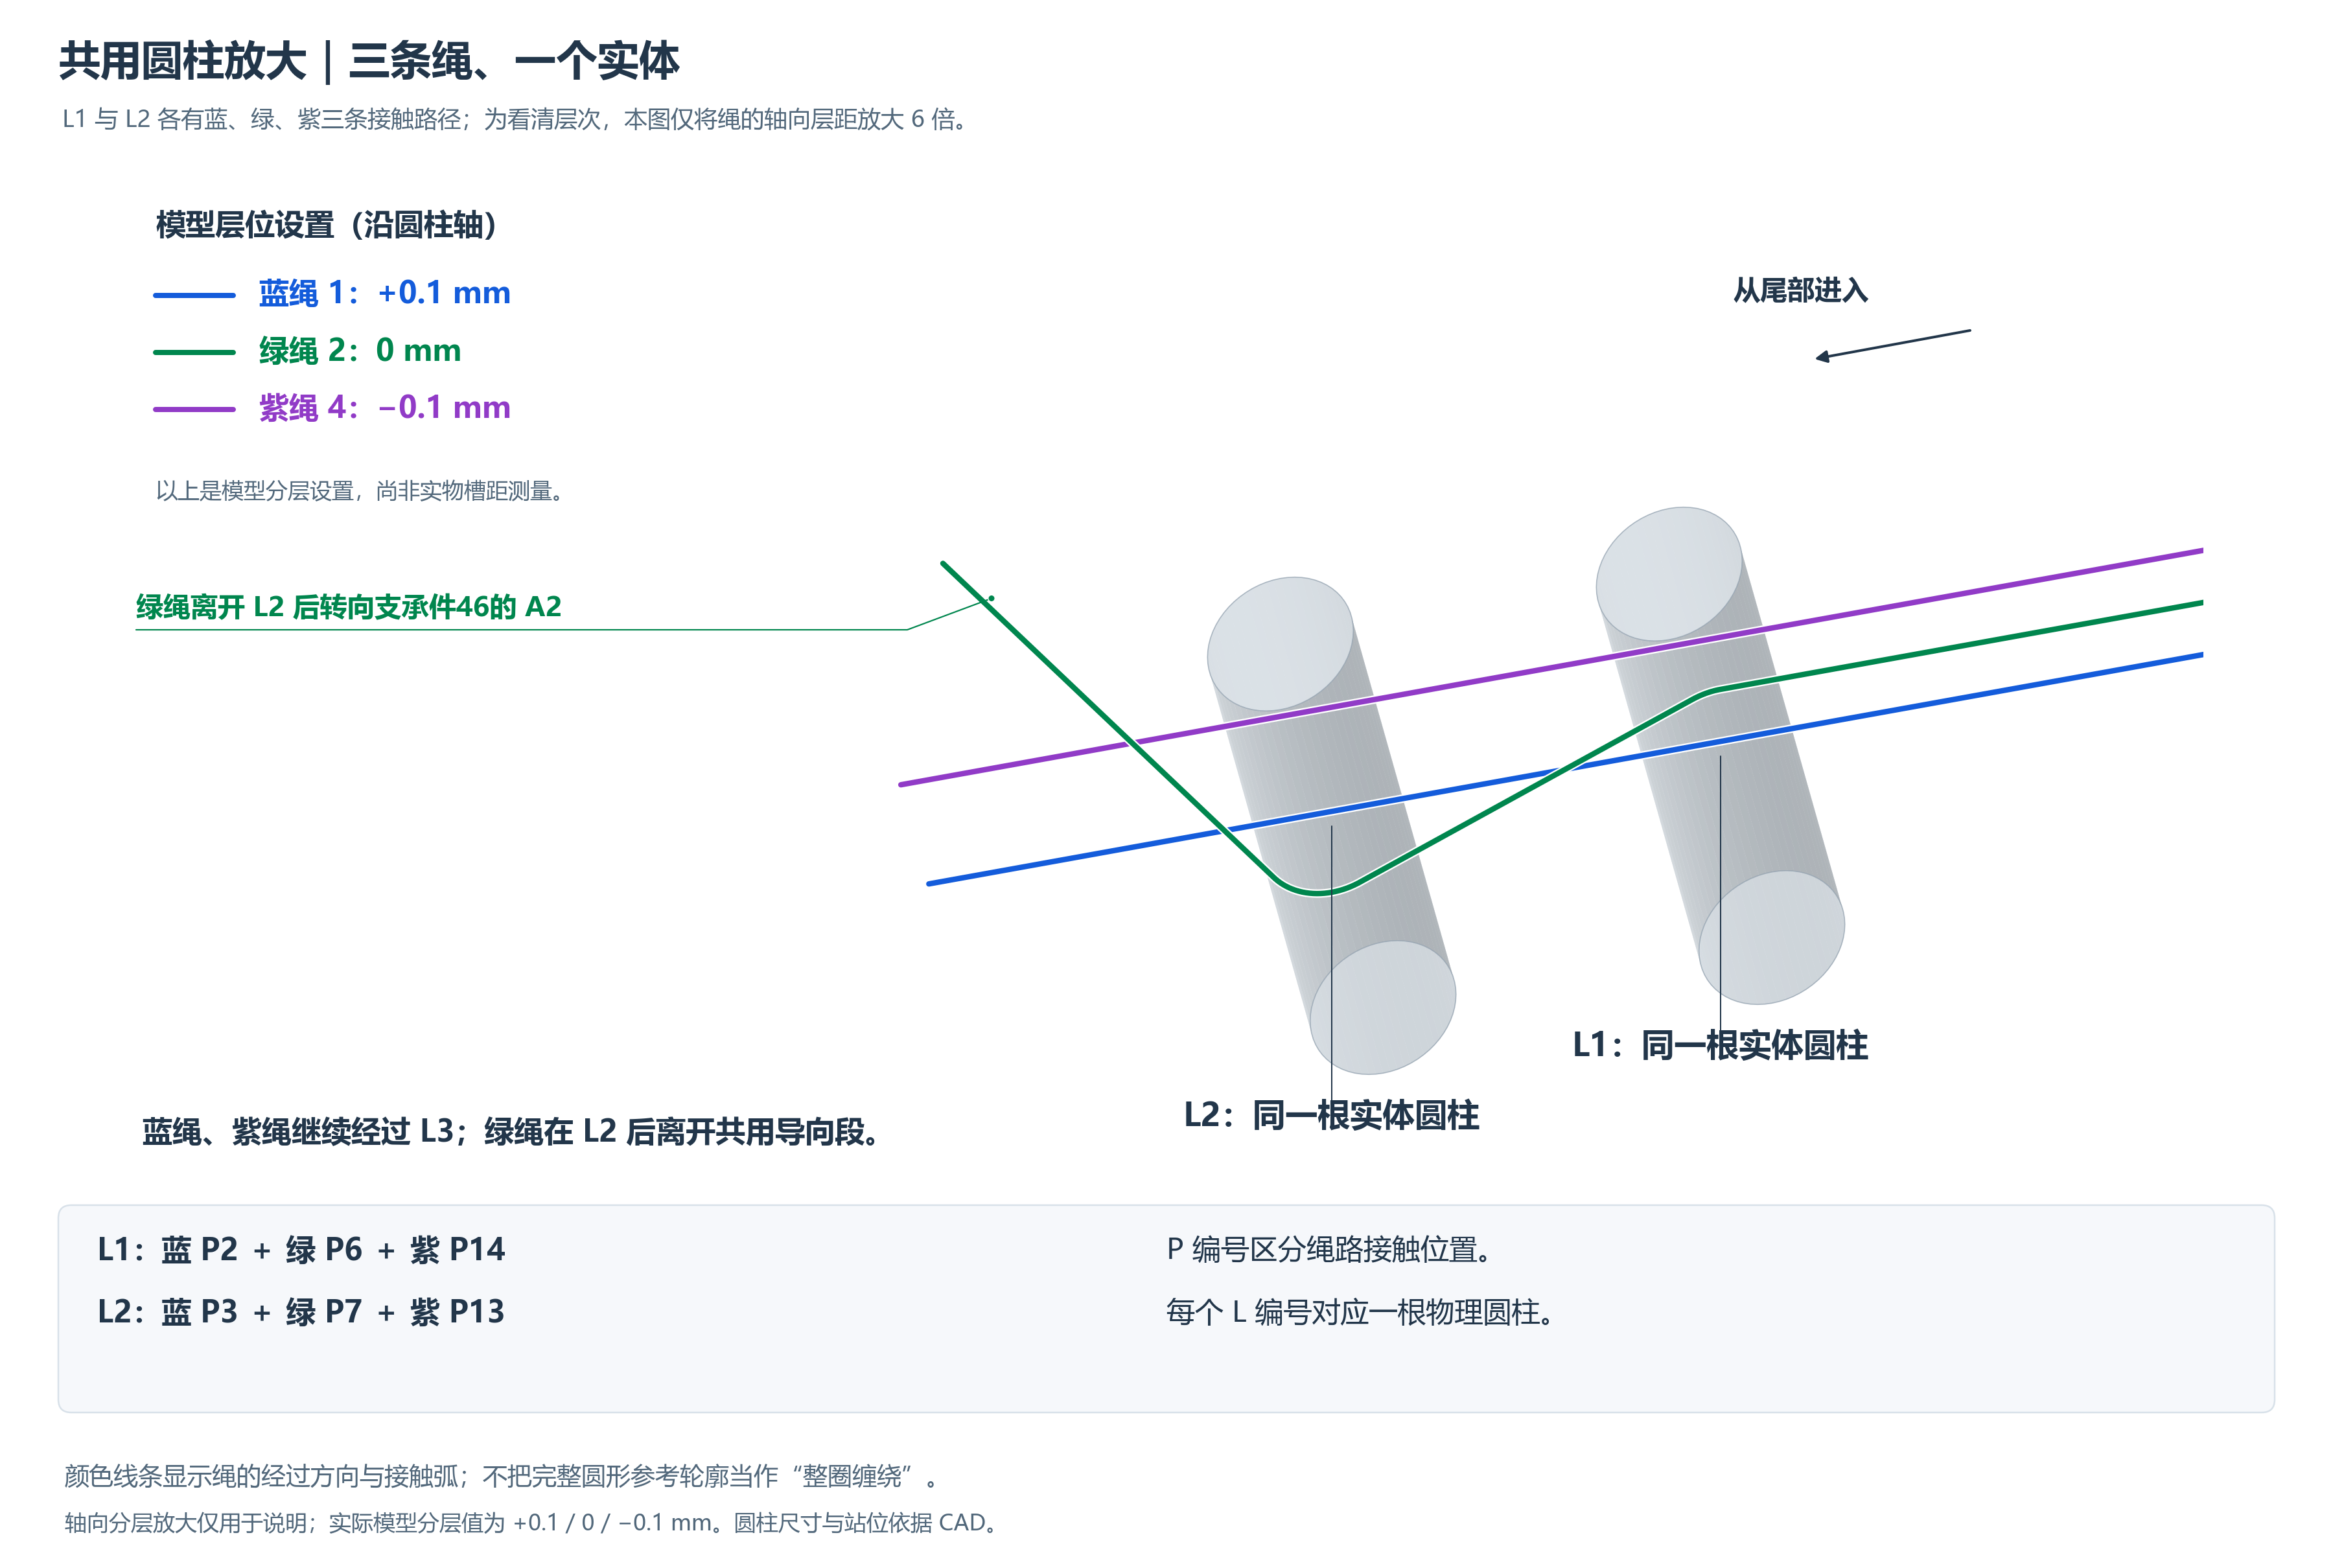 共用圆柱放大｜三条绳、一个实体
L1 与 L2 各有蓝、绿、紫三条接触路径；为看清层次，本图仅将绳的轴向层距放大 6 倍。
模型层位设置（沿圆柱轴）
蓝绳 1：+0.1 mm
绿绳 2：0 mm
紫绳 4：−0.1 mm
以上是模型分层设置，尚非实物槽距测量。
从尾部进入
绿绳离开 L2 后转向支承件46的 A2
L1：同一根实体圆柱
L2：同一根实体圆柱
蓝绳、紫绳继续经过 L3；绿绳在 L2 后离开共用导向段。
L1：蓝 P2 + 绿 P6 + 紫 P14
P 编号区分绳路接触位置。
L2：蓝 P3 + 绿 P7 + 紫 P13
每个 L 编号对应一根物理圆柱。
颜色线条显示绳的经过方向与接触弧；不把完整圆形参考轮廓当作“整圈缠绕”。
轴向分层放大仅用于说明；实际模型分层值为 +0.1 / 0 / −0.1 mm。圆柱尺寸与站位依据 CAD。